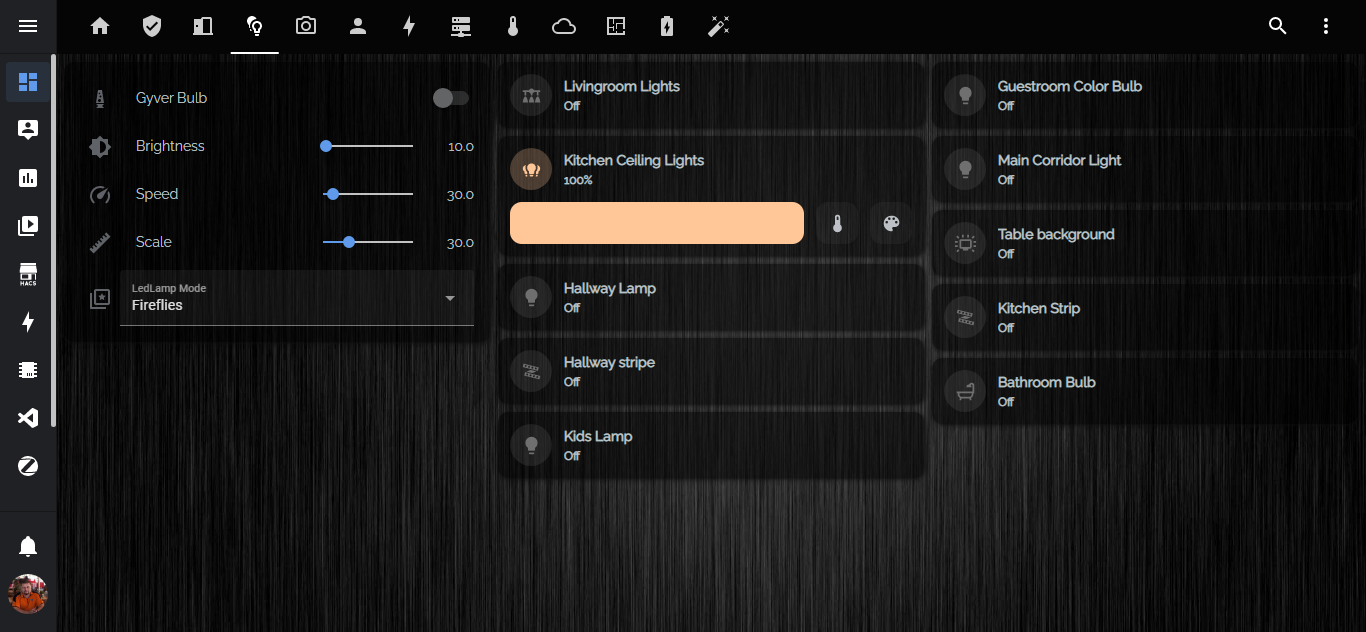 HACS
Gyver Bulb
Brightness
10.0
Speed
30.0
Scale
30.0
LedLamp Mode
Fireflies
Livingroom Lights
Off
Kitchen Ceiling Lights
100%
Hallway Lamp
Off
Hallway stripe
Off
Kids Lamp
Off
Guestroom Color Bulb
Off
Main Corridor Light
Off
Table background
Off
Kitchen Strip
Off
Bathroom Bulb
Off